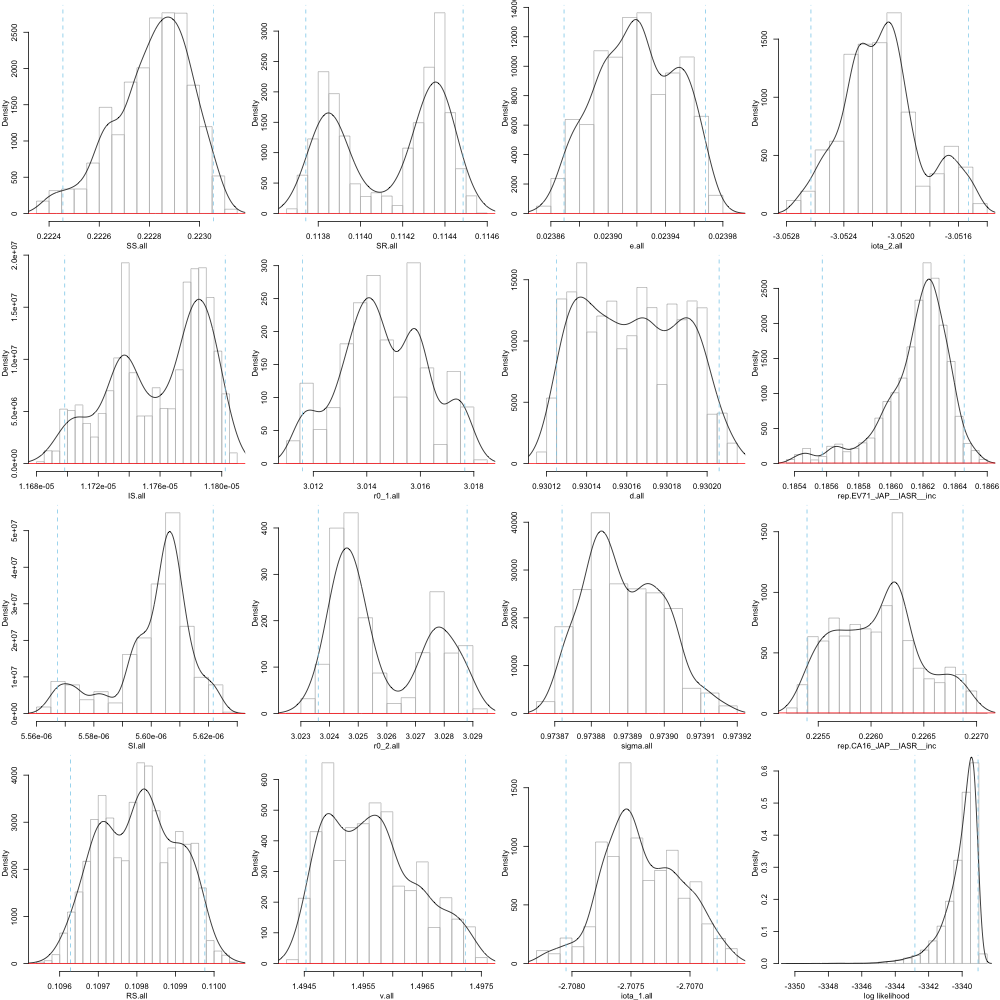 Density
0 500 1000 1500 2000 2500
0.2224 0.2226 0.2228 0.2230
SS.all
Density
0 500 1000 1500 2000 2500 3000
0.1138 0.1140 0.1142 0.1144 0.1146
SR.all
Density
0 2000 4000 6000 8000 10000 12000 14000
0.02386 0.02390 0.02394 0.02398
e.all
Density
0 500 1000 1500
-3.0528 -3.0524 -3.0520 -3.0516
iota_2.all
Density
0.0e+00 5.0e+06 1.0e+07 1.5e+07 2.0e+07
1.168e-05 1.172e-05 1.176e-05 1.180e-05
IS.all
Density
0 50 100 150 200 250 300
3.012 3.014 3.016 3.018
r0_1.all
Density
0 5000 10000 15000
0.93012 0.93014 0.93016 0.93018 0.93020
d.all
Density
0 500 1000 1500 2000 2500
0.1854 0.1856 0.1858 0.1860 0.1862 0.1864 0.1866
rep.EV71_JAP__IASR__inc
Density
0e+00 1e+07 2e+07 3e+07 4e+07 5e+07
5.56e-06 5.58e-06 5.60e-06 5.62e-06
SI.all
Density
0 100 200 300 400
3.023 3.024 3.025 3.026 3.027 3.028 3.029
r0_2.all
Density
0 10000 20000 30000 40000
0.97387 0.97388 0.97389 0.97390 0.97391 0.97392
sigma.all
Density
0 500 1000 1500
0.2255 0.2260 0.2265 0.2270
rep.CA16_JAP__IASR__inc
Density
0 1000 2000 3000 4000
0.1096 0.1097 0.1098 0.1099 0.1100
RS.all
Density
0 100 200 300 400 500 600
1.4945 1.4955 1.4965 1.4975
v.all
Density
0 500 1000 1500
-2.7080 -2.7075 -2.7070
iota_1.all
Density
0.0 0.1 0.2 0.3 0.4 0.5 0.6
-3350 -3348 -3346 -3344 -3342 -3340
log likelihood